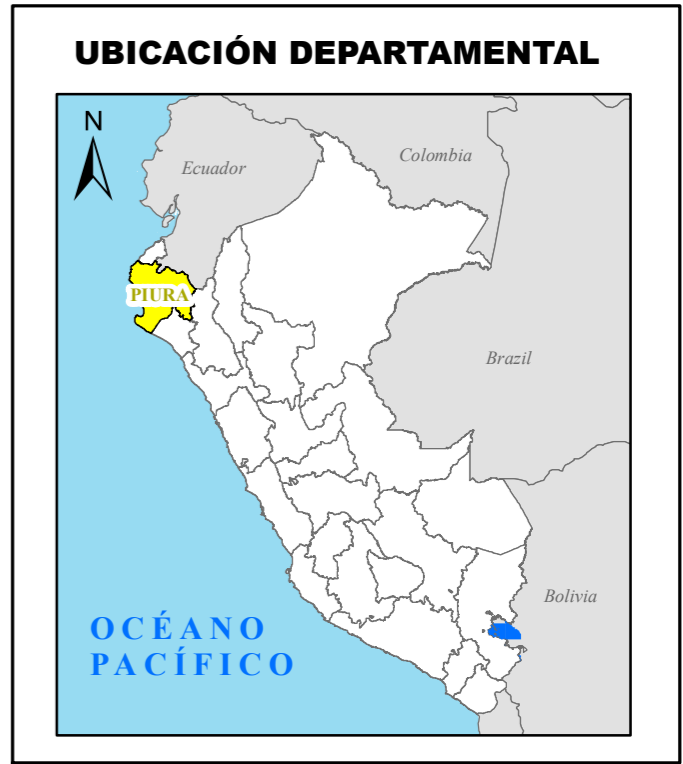 UBICACIÓN DEPARTAMENTAL
N
Colombia
Ecuador
PIURA
Brazil
Bolivia
OCÉANO
PACÍFICO